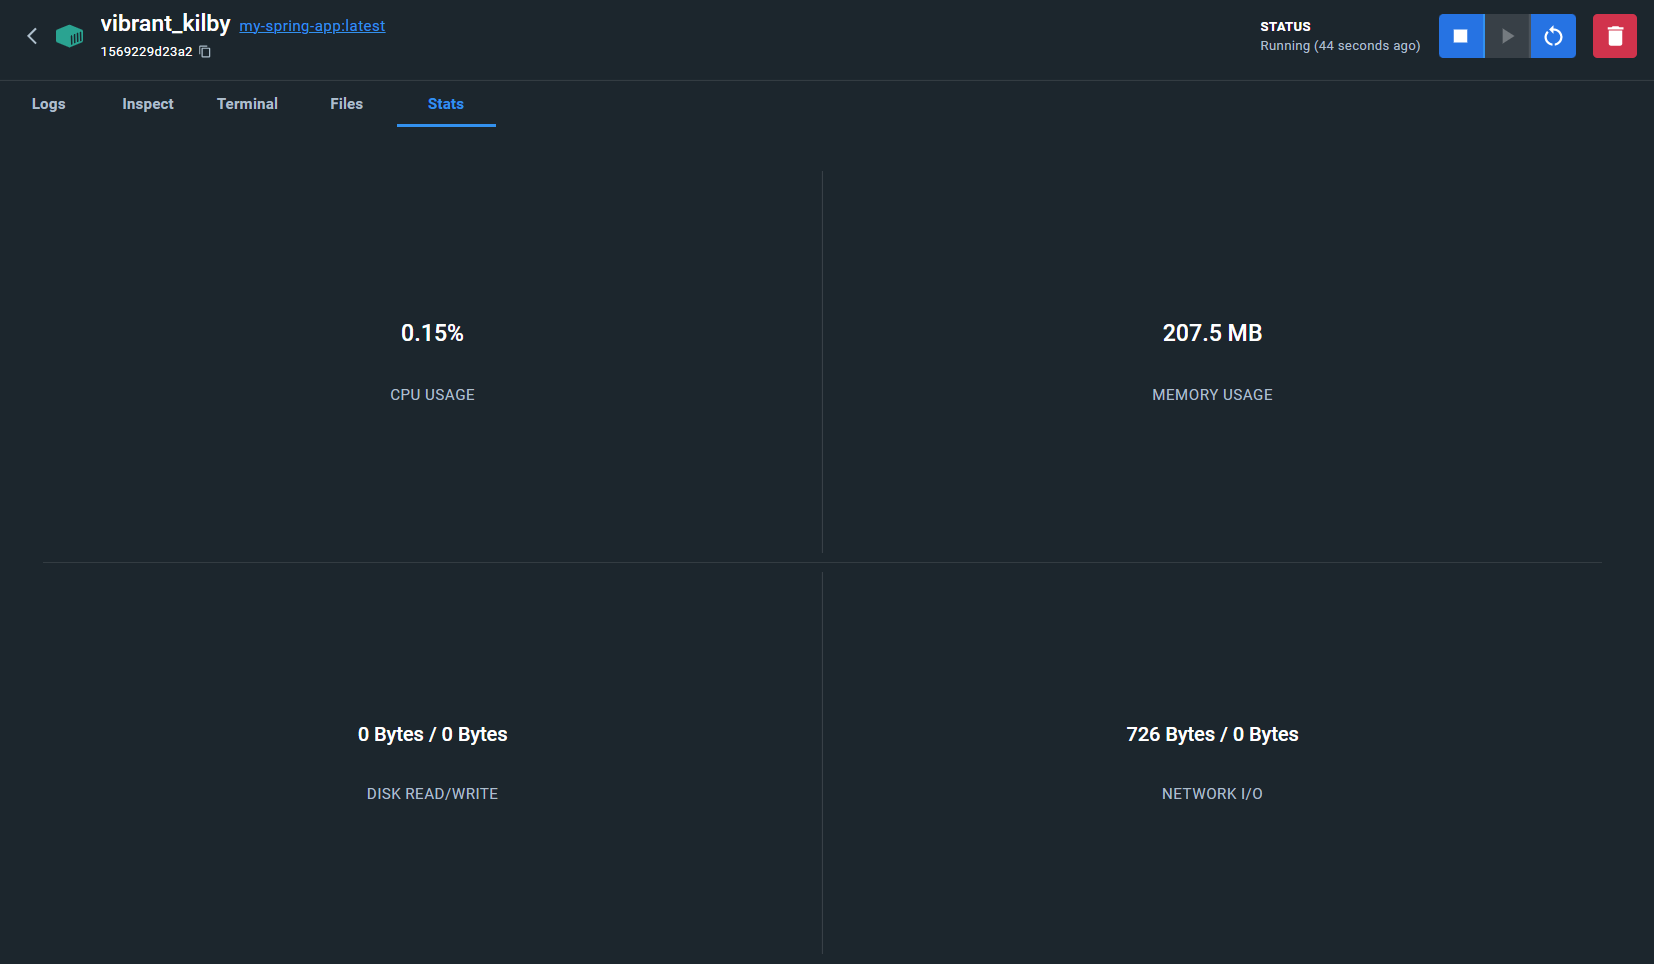 vibrant_kilby my-spring-app:latest
1569229d23a2
STATUS
Running (44 seconds ago)
Logs Inspect Terminal Files Stats
0.15%
CPU USAGE
207.5 MB
MEMORY USAGE
0 Bytes / 0 Bytes
DISK READ/WRITE
726 Bytes / 0 Bytes
NETWORK I/O